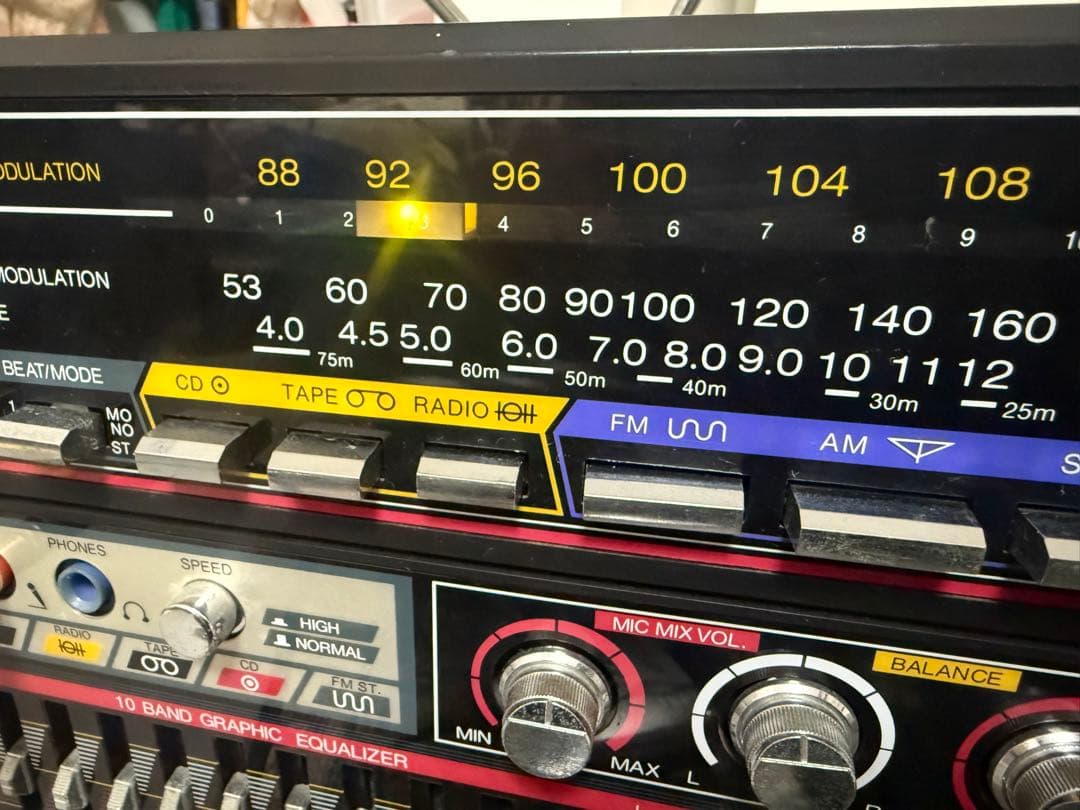 ODULATION 88 92 96 100 104 108
0 1 2 3 4 5 6 7 8 9
MODULATION 53 60 70 80 90 100 120 140 160
4.0 4.5 5.0 6.0 7.0 8.0 9.0 10 11 12
75m 60m 50m 40m 30m 25m
BEAT/MODE
MO
NO
ST
CD TAPE RADIO
FM AM S
PHONES
SPEED
HIGH
NORMAL
RADIO TAPE CD FM ST.
MIC MIX VOL.
MIN MAX
BALANCE
L
10 BAND GRAPHIC EQUALIZER